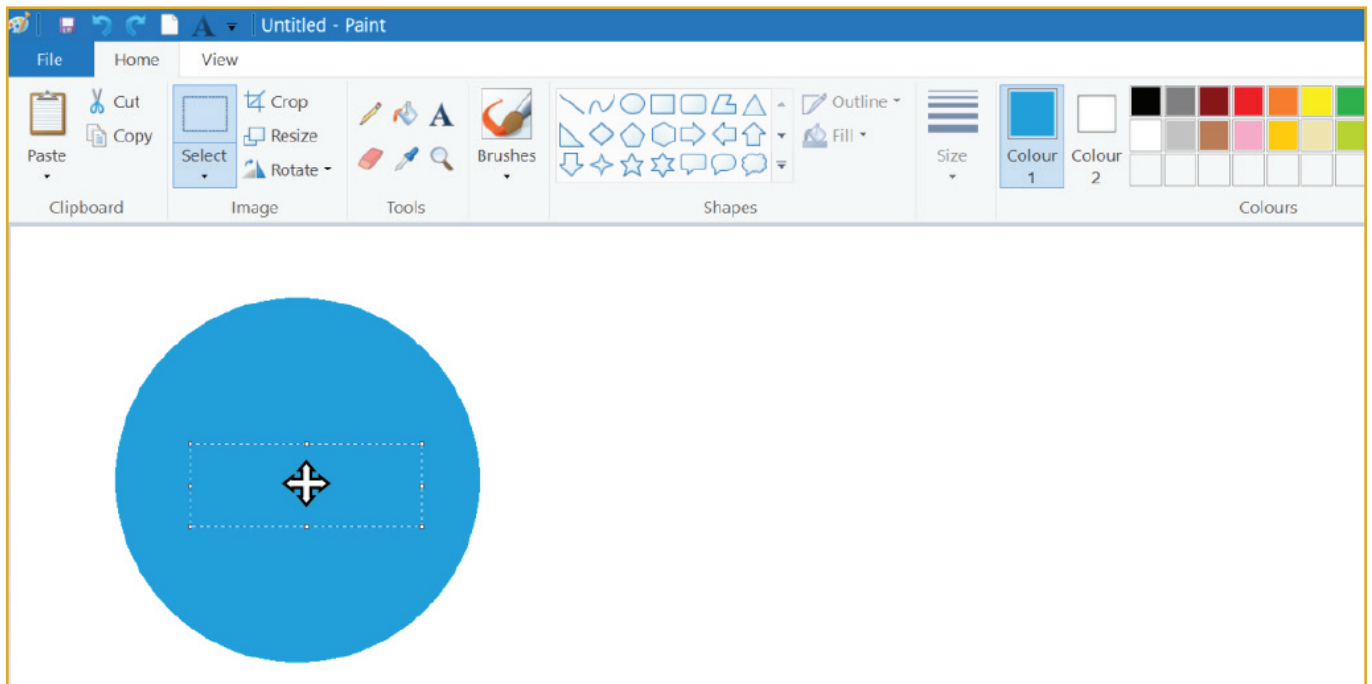 Untitled - Paint
File Home View
Paste
Cut
Copy
Clipboard
Select
Crop
Resize
Rotate
Image
A
Tools
Brushes
Outline
Fill
Shapes
Size
Colour 1
Colour 2
Colours